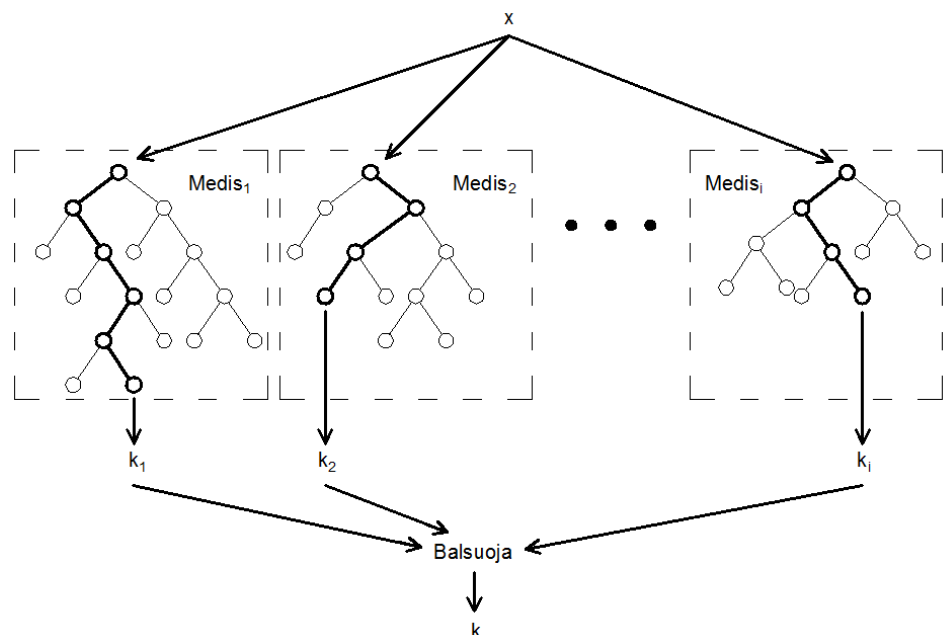 x
Medis₁
Medis₂
Medisᵢ
k₁
k₂
kᵢ
Balsuoja
k